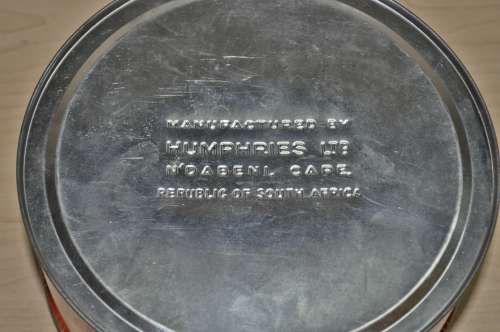 MANUFACTURED BY
HUMPHRIES LTD
N'DABENI, CAPE.
REPUBLIC OF SOUTH AFRICA